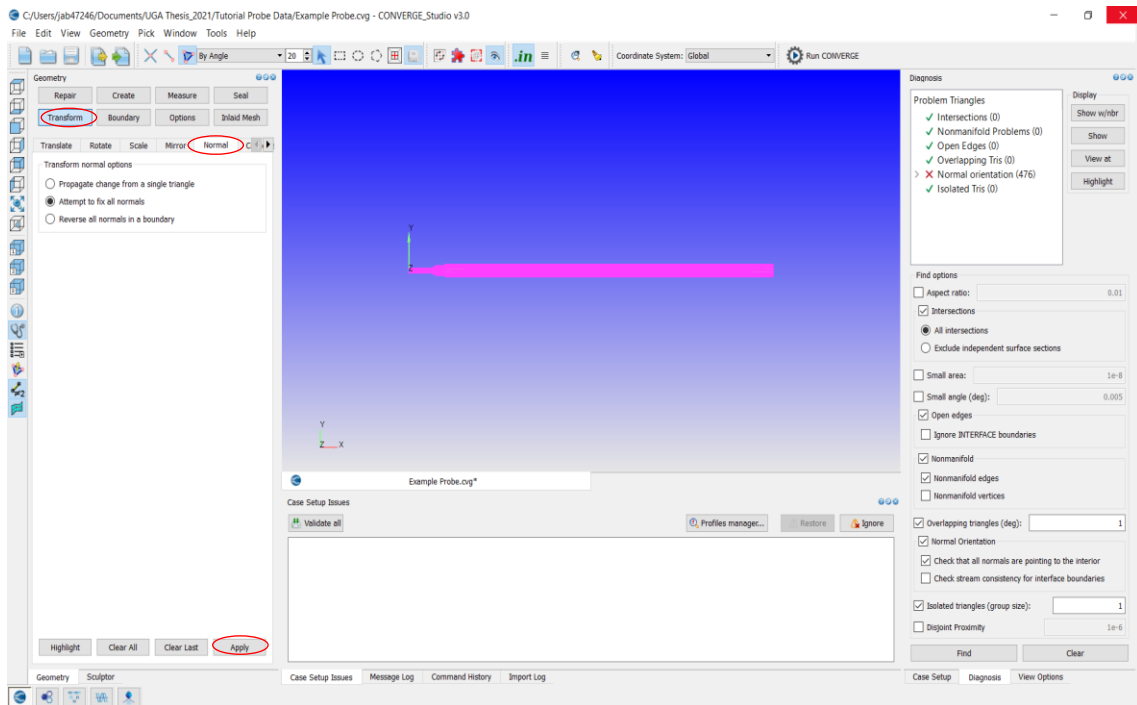 C:/Users/jab47246/Documents/UGA Thesis_2021/Tutorial Probe Data/Example Probe.cvg - CONVERGE_Studio v3.0
File Edit View Geometry Pick Window Tools Help
By Angle 20 .in Coordinate System: Global Run CONVERGE
Geometry
Repair Create Measure Seal
Transform Boundary Options Inlaid Mesh
Translate Rotate Scale Mirror Normal C
Transform normal options
Propagate change from a single triangle
Attempt to fix all normals
Reverse all normals in a boundary
Highlight Clear All Clear Last Apply
Geometry Sculptor
Y
Z
Y
Z X
Example Probe.cvg*
Case Setup Issues
Validate all Profiles manager... Restore Ignore
Case Setup Issues Message Log Command History Import Log
Diagnosis
Problem Triangles
Intersections (0)
Nonmanifold Problems (0)
Open Edges (0)
Overlapping Tris (0)
Normal orientation (476)
Isolated Tris (0)
Display
Show w/nbr
Show
View at
Highlight
Find options
Aspect ratio: 0.01
Intersections
All intersections
Exclude independent surface sections
Small area: 1e-8
Small angle (deg): 0.005
Open edges
Ignore INTERFACE boundaries
Nonmanifold
Nonmanifold edges
Nonmanifold vertices
Overlapping triangles (deg): 1
Normal Orientation
Check that all normals are pointing to the interior
Check stream consistency for interface boundaries
Isolated triangles (group size): 1
Disjoint Proximity 1e-6
Find Clear
Case Setup Diagnosis View Options